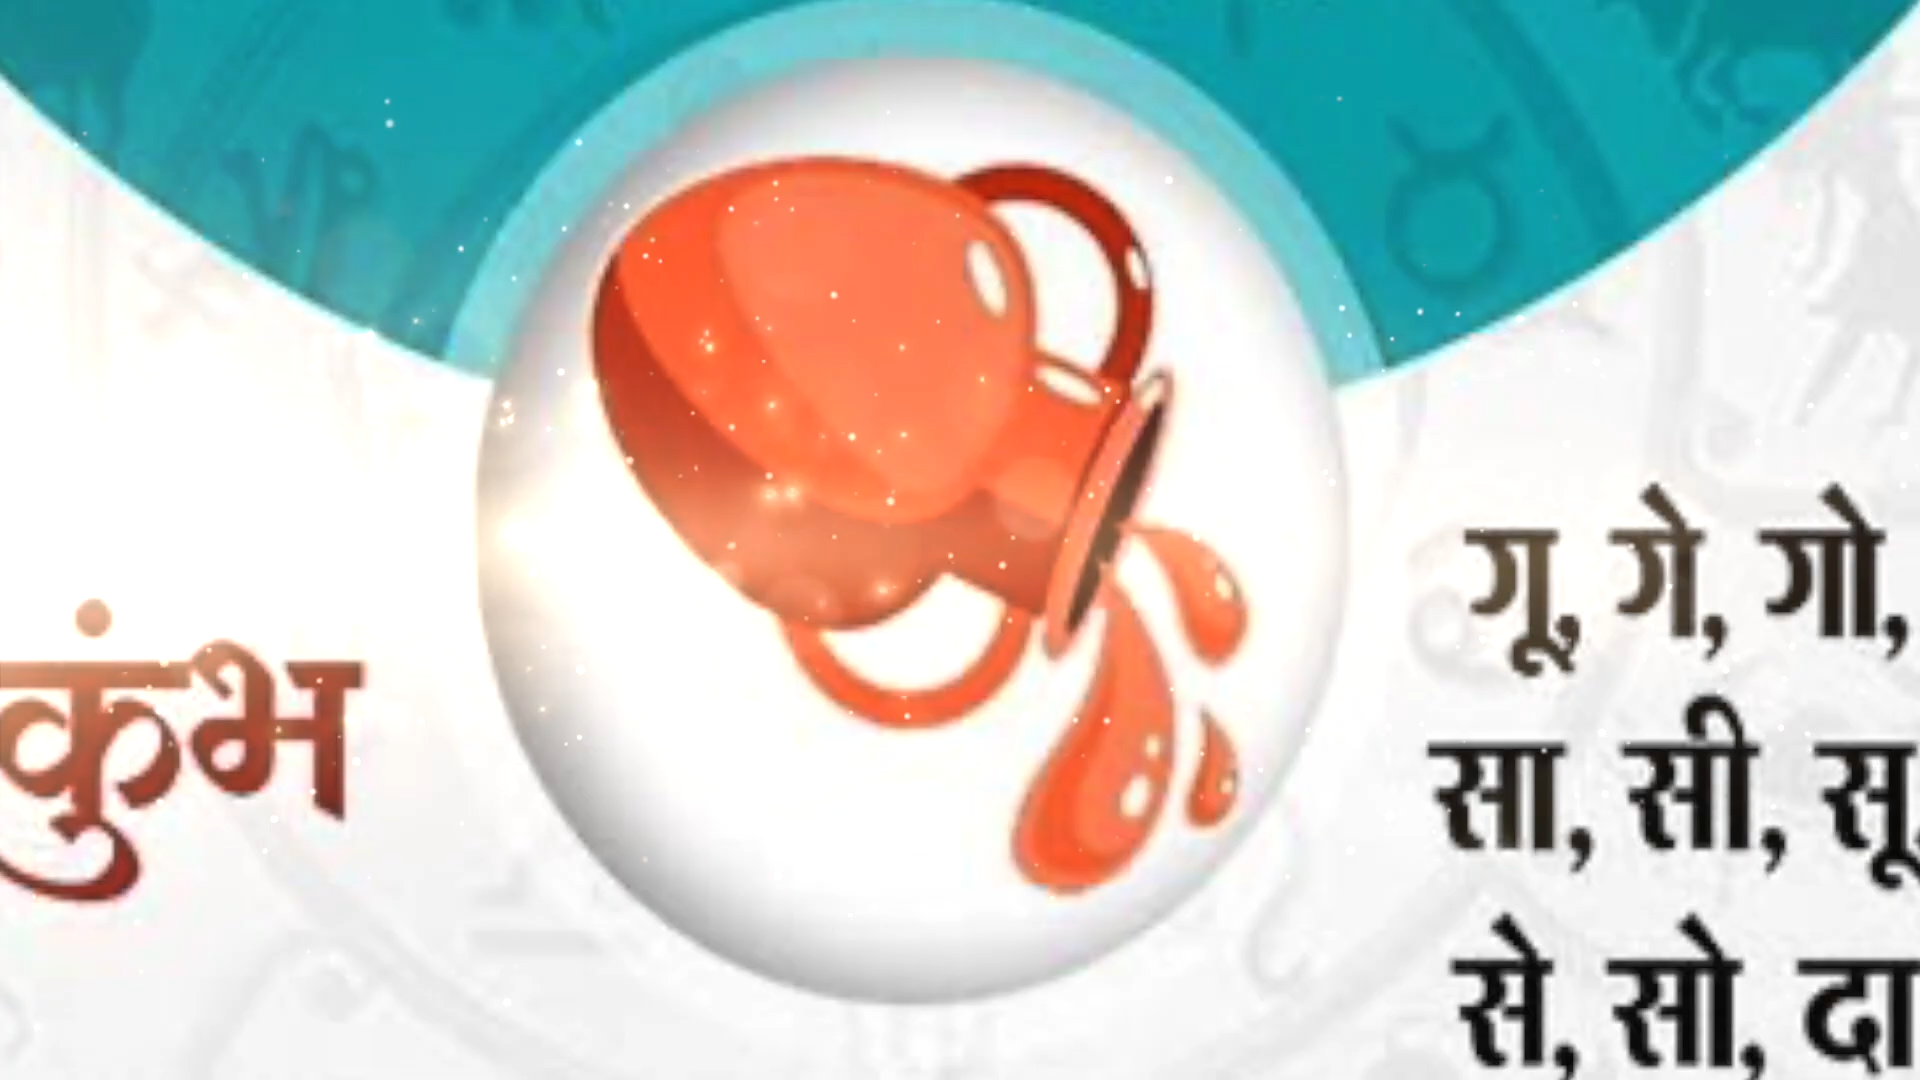 कुंभ
गू, गे, गो,
सा, सी, सू,
से, सो, दा